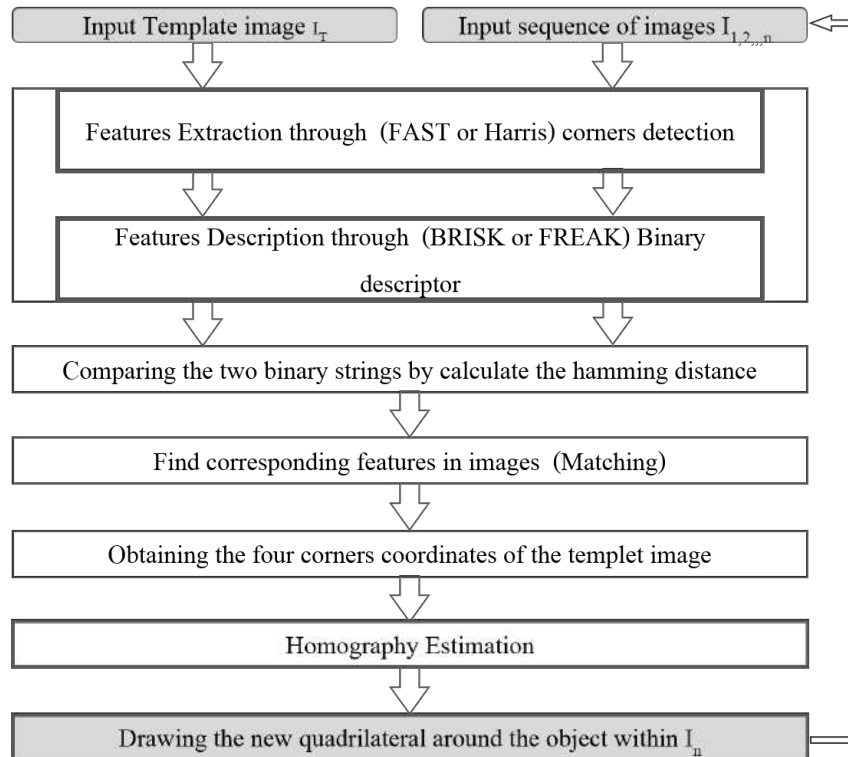 Input Template image I_T
Input sequence of images I_1,2,,,n
Features Extraction through (FAST or Harris) corners detection
Features Description through (BRISK or FREAK) Binary
descriptor
Comparing the two binary strings by calculate the hamming distance
Find corresponding features in images (Matching)
Obtaining the four corners coordinates of the templet image
Homography Estimation
Drawing the new quadrilateral around the object within I_n